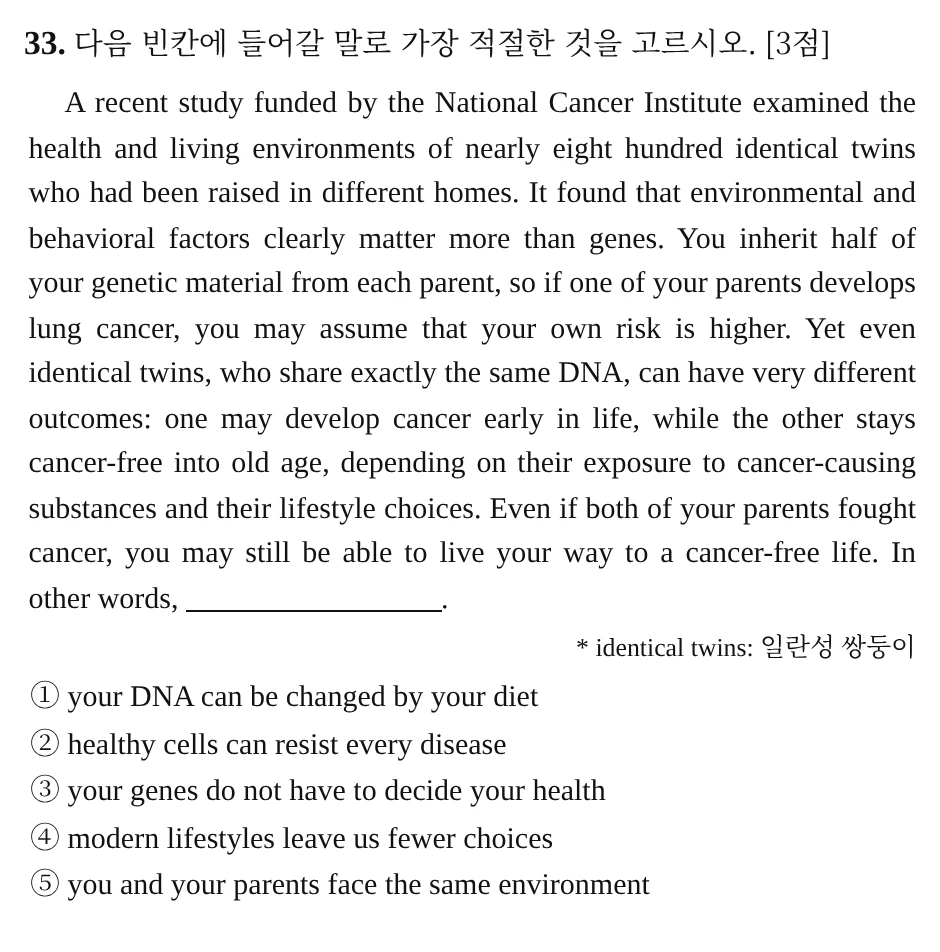 33. 다음 빈칸에 들어갈 말로 가장 적절한 것을 고르시오. [3점]
A recent study funded by the National Cancer Institute examined the
health and living environments of nearly eight hundred identical twins
who had been raised in different homes. It found that environmental and
behavioral factors clearly matter more than genes. You inherit half of
your genetic material from each parent, so if one of your parents develops
lung cancer, you may assume that your own risk is higher. Yet even
identical twins, who share exactly the same DNA, can have very different
outcomes: one may develop cancer early in life, while the other stays
cancer-free into old age, depending on their exposure to cancer-causing
substances and their lifestyle choices. Even if both of your parents fought
cancer, you may still be able to live your way to a cancer-free life. In
other words, ____________________.
* identical twins: 일란성 쌍둥이
① your DNA can be changed by your diet
② healthy cells can resist every disease
③ your genes do not have to decide your health
④ modern lifestyles leave us fewer choices
⑤ you and your parents face the same environment